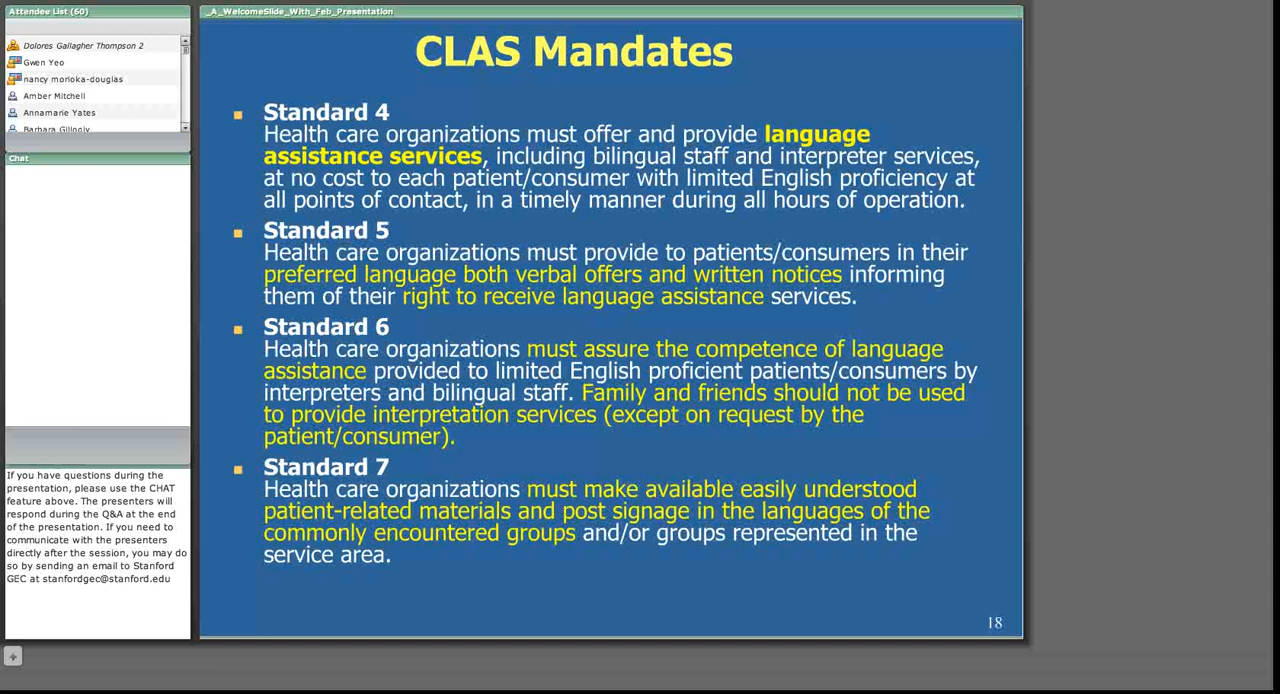 Attendee List (60)
Dolores Gallagher Thompson 2
Gwen Yeo
nancy morioka-douglas
Amber Mitchell
Annamarie Yates
Barbara Gillogly
Chat
If you have questions during the
presentation, please use the CHAT
feature above. The presenters will
respond during the Q&A at the end
of the presentation. If you need to
communicate with the presenters
directly after the session, you may do
so by sending an email to Stanford
GEC at stanfordgec@stanford.edu
_A_WelcomeSlide_With_Feb_Presentation
CLAS Mandates
Standard 4
Health care organizations must offer and provide language
assistance services, including bilingual staff and interpreter services,
at no cost to each patient/consumer with limited English proficiency at
all points of contact, in a timely manner during all hours of operation.
Standard 5
Health care organizations must provide to patients/consumers in their
preferred language both verbal offers and written notices informing
them of their right to receive language assistance services.
Standard 6
Health care organizations must assure the competence of language
assistance provided to limited English proficient patients/consumers by
interpreters and bilingual staff. Family and friends should not be used
to provide interpretation services (except on request by the
patient/consumer).
Standard 7
Health care organizations must make available easily understood
patient-related materials and post signage in the languages of the
commonly encountered groups and/or groups represented in the
service area.
18